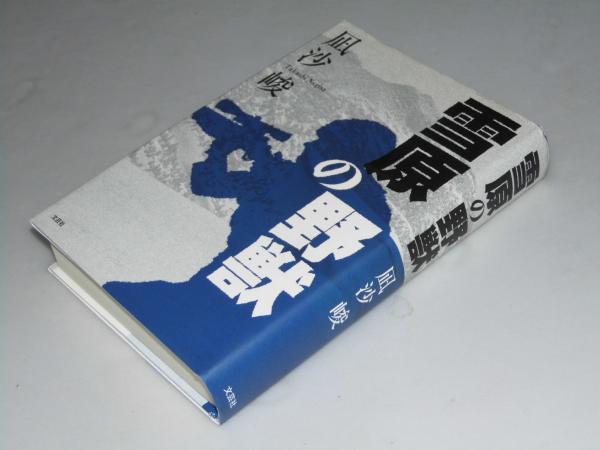 雪原
の
野獣
凪沙 峻
Takashi Nagisa
文芸社
雪原の野獣
凪沙 峻
文芸社